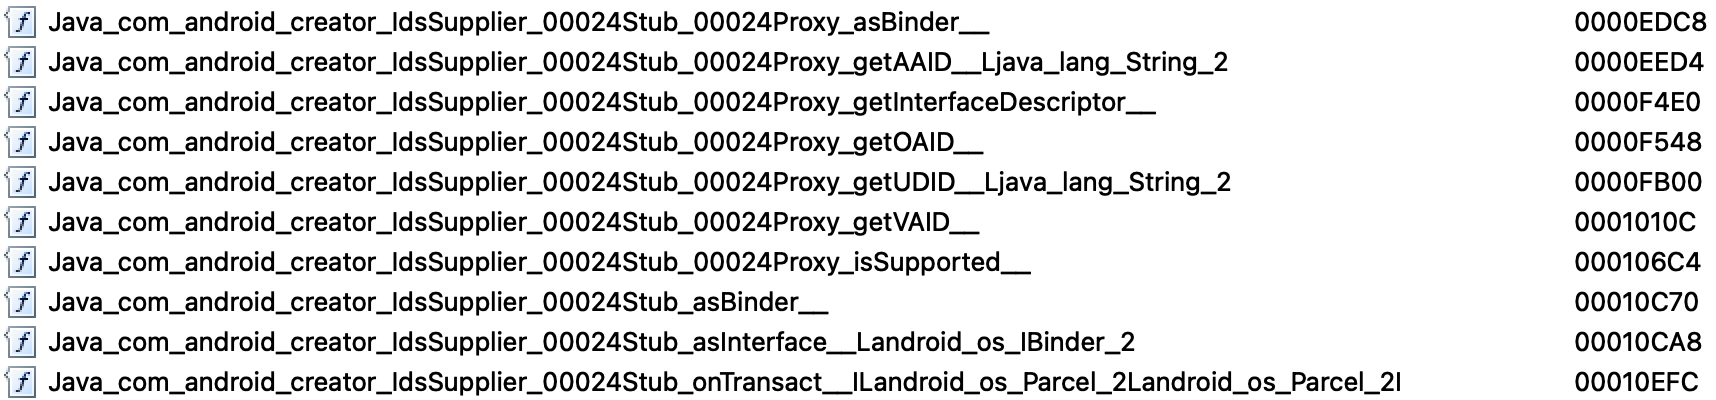 f Java_com_android_creator_IdsSupplier_00024Stub_00024Proxy_asBinder__ 0000EDC8
f Java_com_android_creator_IdsSupplier_00024Stub_00024Proxy_getAAID__Ljava_lang_String_2 0000EED4
f Java_com_android_creator_IdsSupplier_00024Stub_00024Proxy_getInterfaceDescriptor__ 0000F4E0
f Java_com_android_creator_IdsSupplier_00024Stub_00024Proxy_getOAID__ 0000F548
f Java_com_android_creator_IdsSupplier_00024Stub_00024Proxy_getUDID__Ljava_lang_String_2 0000FB00
f Java_com_android_creator_IdsSupplier_00024Stub_00024Proxy_getVAID__ 0001010C
f Java_com_android_creator_IdsSupplier_00024Stub_00024Proxy_isSupported__ 000106C4
f Java_com_android_creator_IdsSupplier_00024Stub_asBinder__ 00010C70
f Java_com_android_creator_IdsSupplier_00024Stub_asInterface__Landroid_os_IBinder_2 00010CA8
f Java_com_android_creator_IdsSupplier_00024Stub_onTransact__ILandroid_os_Parcel_2Landroid_os_Parcel_2I 00010EFC